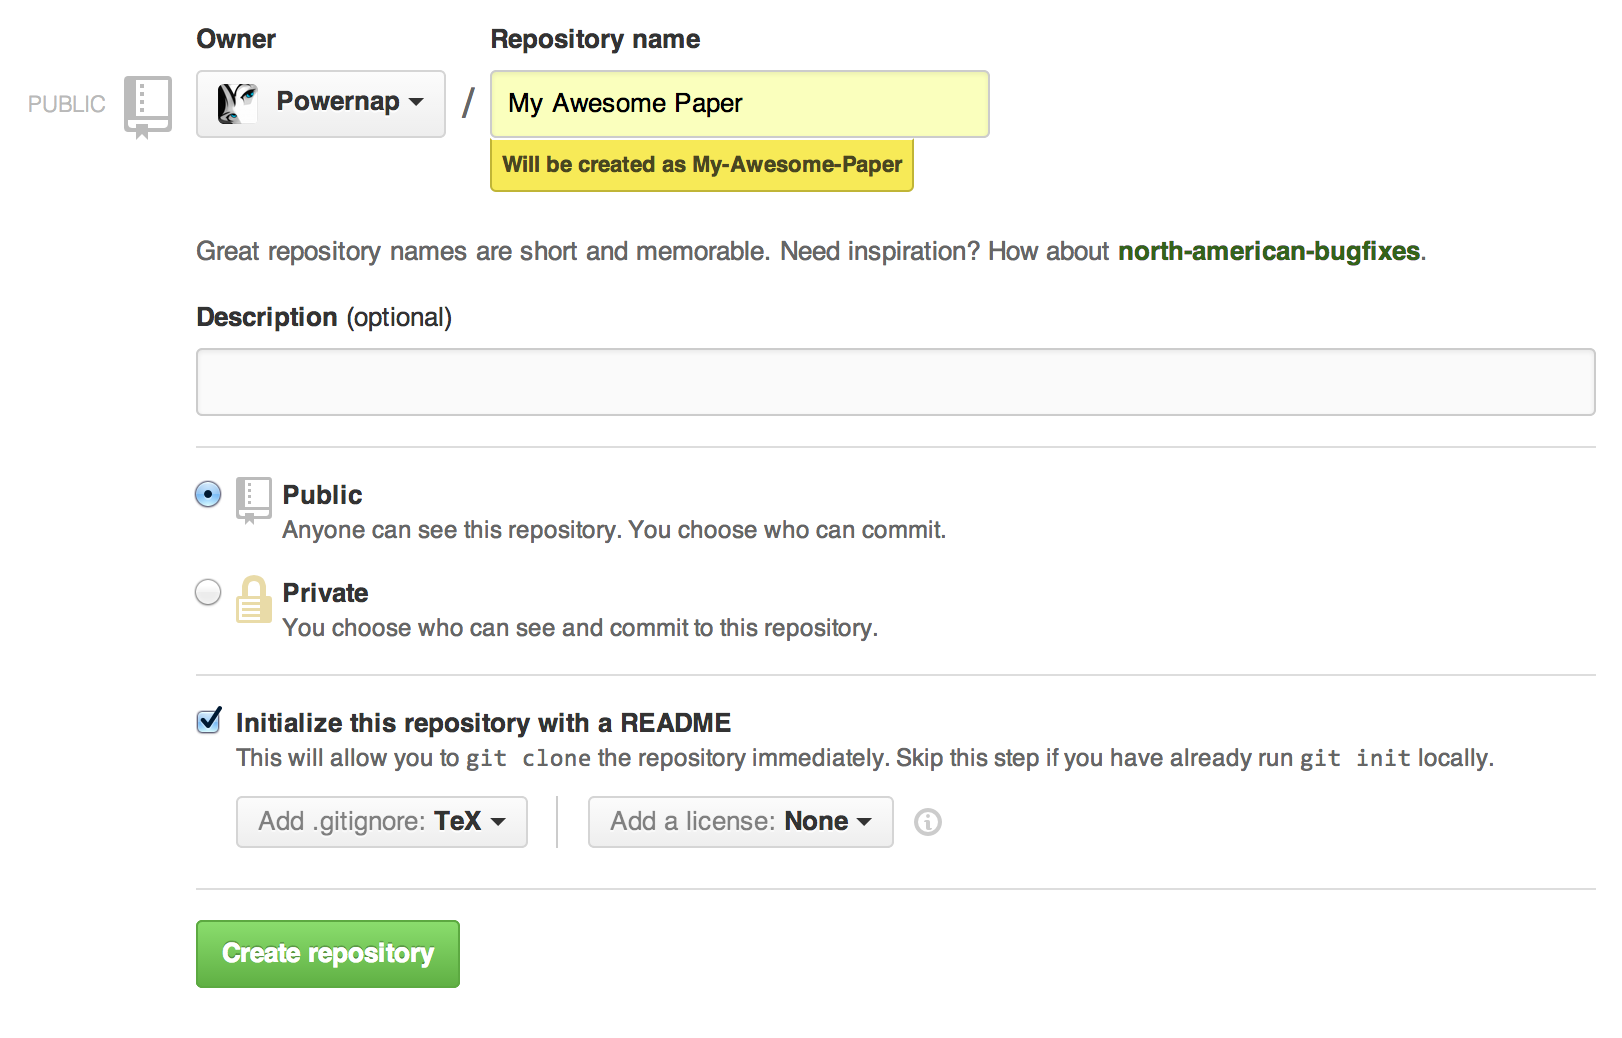 Owner Repository name
PUBLIC Powernap / My Awesome Paper
Will be created as My-Awesome-Paper
Great repository names are short and memorable. Need inspiration? How about north-american-bugfixes.
Description (optional)
Public
Anyone can see this repository. You choose who can commit.
Private
You choose who can see and commit to this repository.
Initialize this repository with a README
This will allow you to git clone the repository immediately. Skip this step if you have already run git init locally.
Add .gitignore: TeX Add a license: None
Create repository